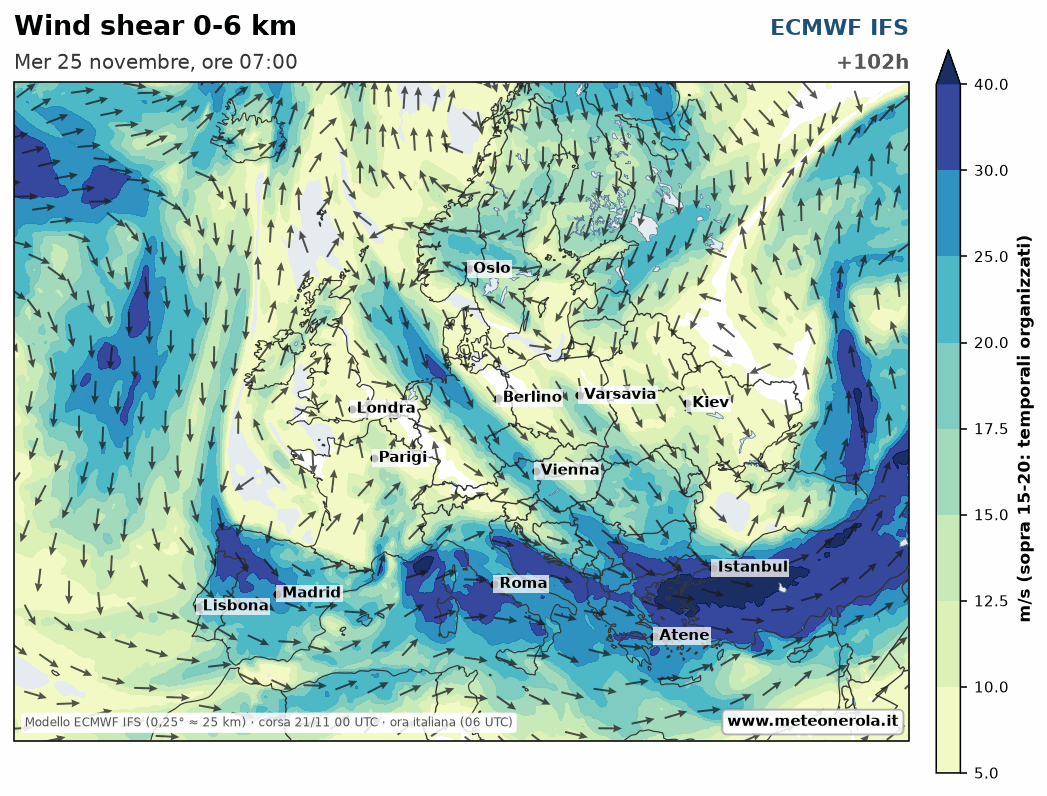 Wind shear 0-6 km
ECMWF IFS
Mer 25 novembre, ore 07:00
+102h
40.0
30.0
25.0
20.0
17.5
15.0
12.5
10.0
5.0
m/s (sopra 15-20: temporali organizzati)
Oslo
Berlino
Varsavia
Kiev
Londra
Parigi
Vienna
Istanbul
Roma
Madrid
Lisbona
Atene
Modello ECMWF IFS (0,25° ≈ 25 km) · corsa 21/11 00 UTC · ora italiana (06 UTC)
www.meteonerola.it